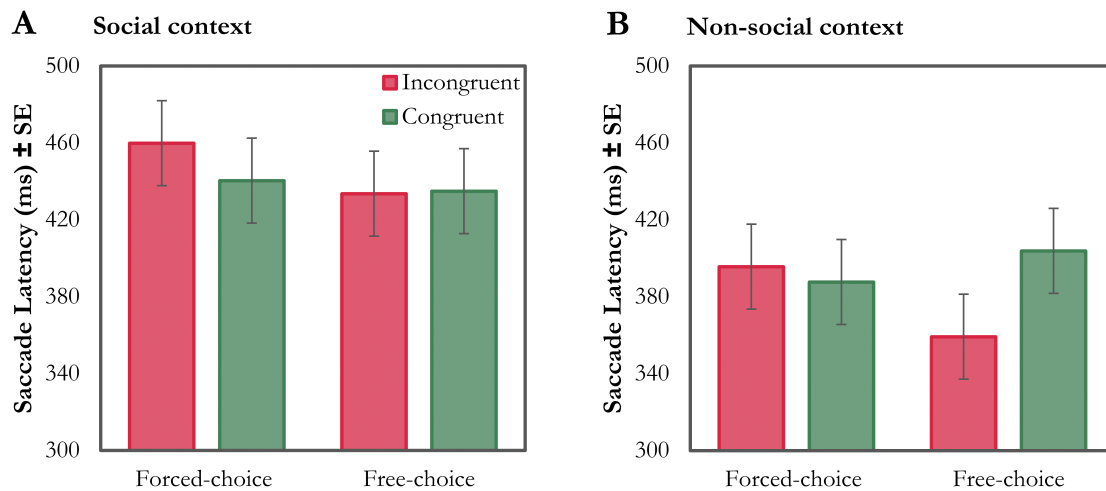 A Social context
Saccade Latency (ms) ± SE
500
460
420
380
340
300
Incongruent
Congruent
Forced-choice
Free-choice
B Non-social context
Saccade Latency (ms) ± SE
500
460
420
380
340
300
Forced-choice
Free-choice